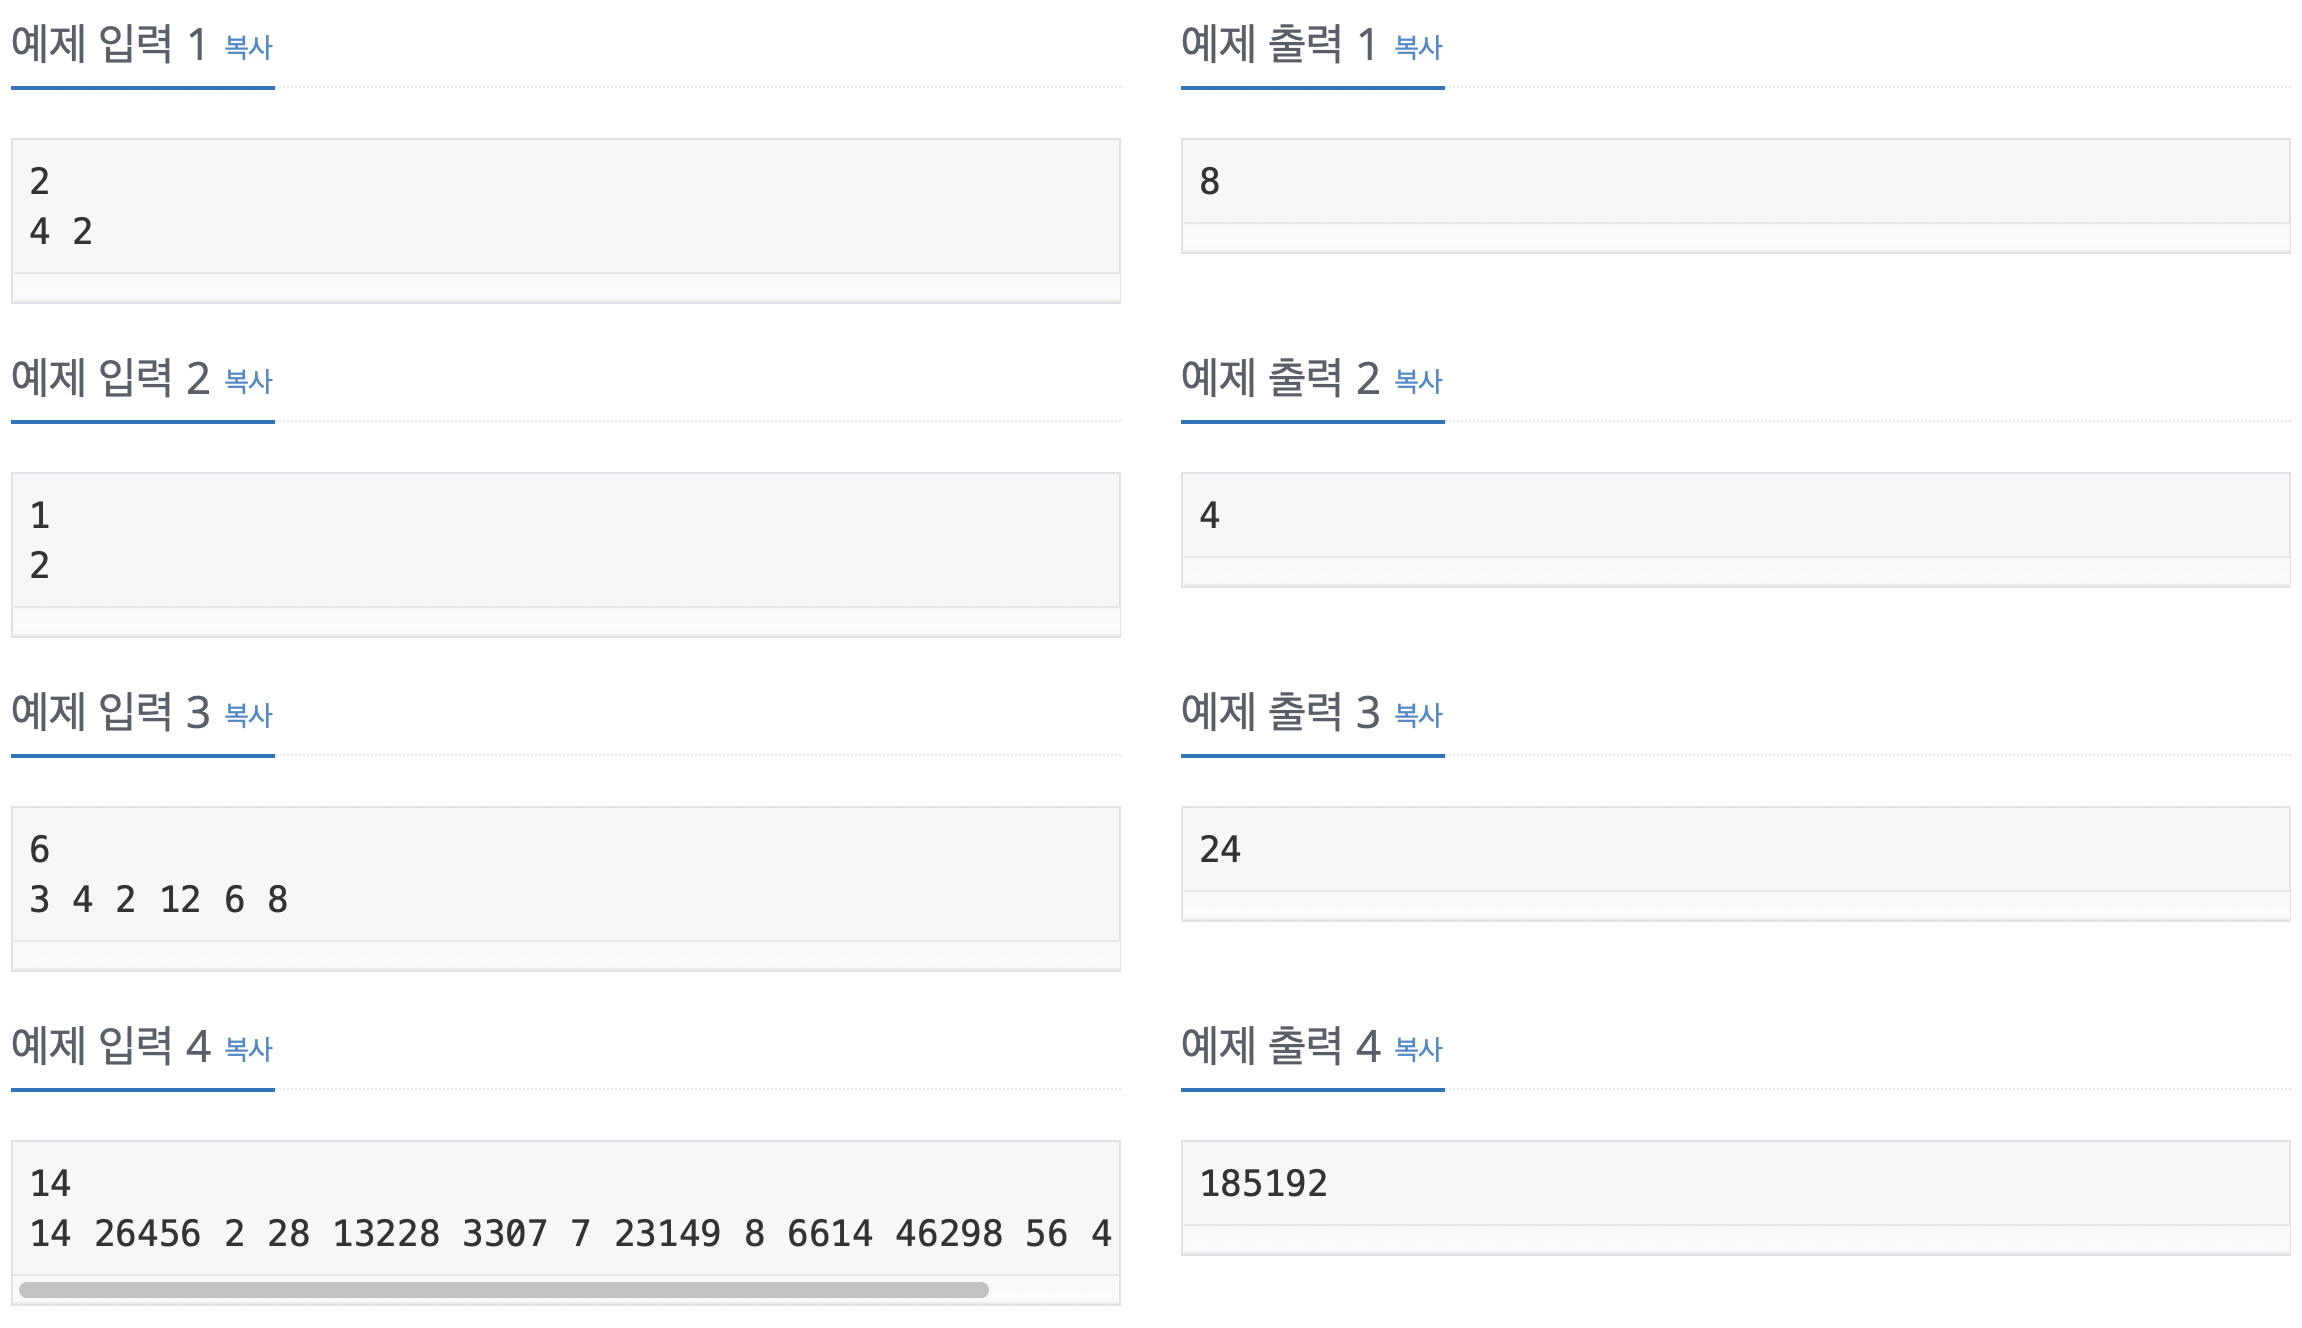 예제 입력 1 복사
2
4 2
예제 출력 1 복사
8
예제 입력 2 복사
1
2
예제 출력 2 복사
4
예제 입력 3 복사
6
3 4 2 12 6 8
예제 출력 3 복사
24
예제 입력 4 복사
14
14 26456 2 28 13228 3307 7 23149 8 6614 46298 56 4
예제 출력 4 복사
185192